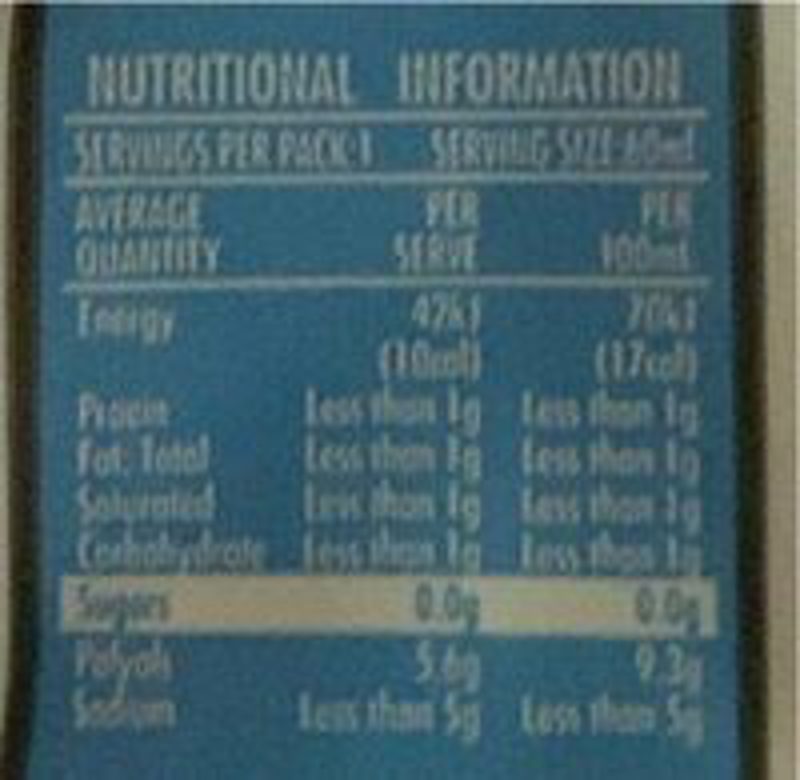 NUTRITIONAL INFORMATION
SERVINGS PER PACK:1 SERVING SIZE:60mL
AVERAGE PER PER
QUANTITY SERVE 100mL
Energy 42kJ 70kJ
(10cal) (17cal)
Protein Less than 1g Less than 1g
Fat: Total Less than 1g Less than 1g
Saturated Less than 1g Less than 1g
Carbohydrate Less than 1g Less than 1g
Sugars 0.0g 0.0g
Polyols 5.6g 9.3g
Sodium Less than 5g Less than 5g